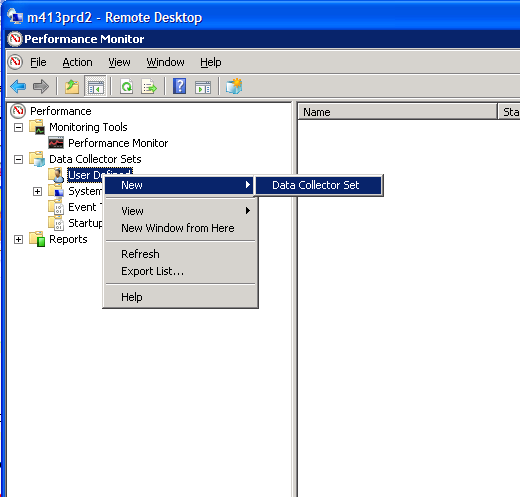 m413prd2 - Remote Desktop
Performance Monitor
File Action View Window Help
Performance
Monitoring Tools
Performance Monitor
Data Collector Sets
User Defined
System
Event
Startup
Reports
Name Sta
New
View
New Window from Here
Refresh
Export List...
Help
Data Collector Set